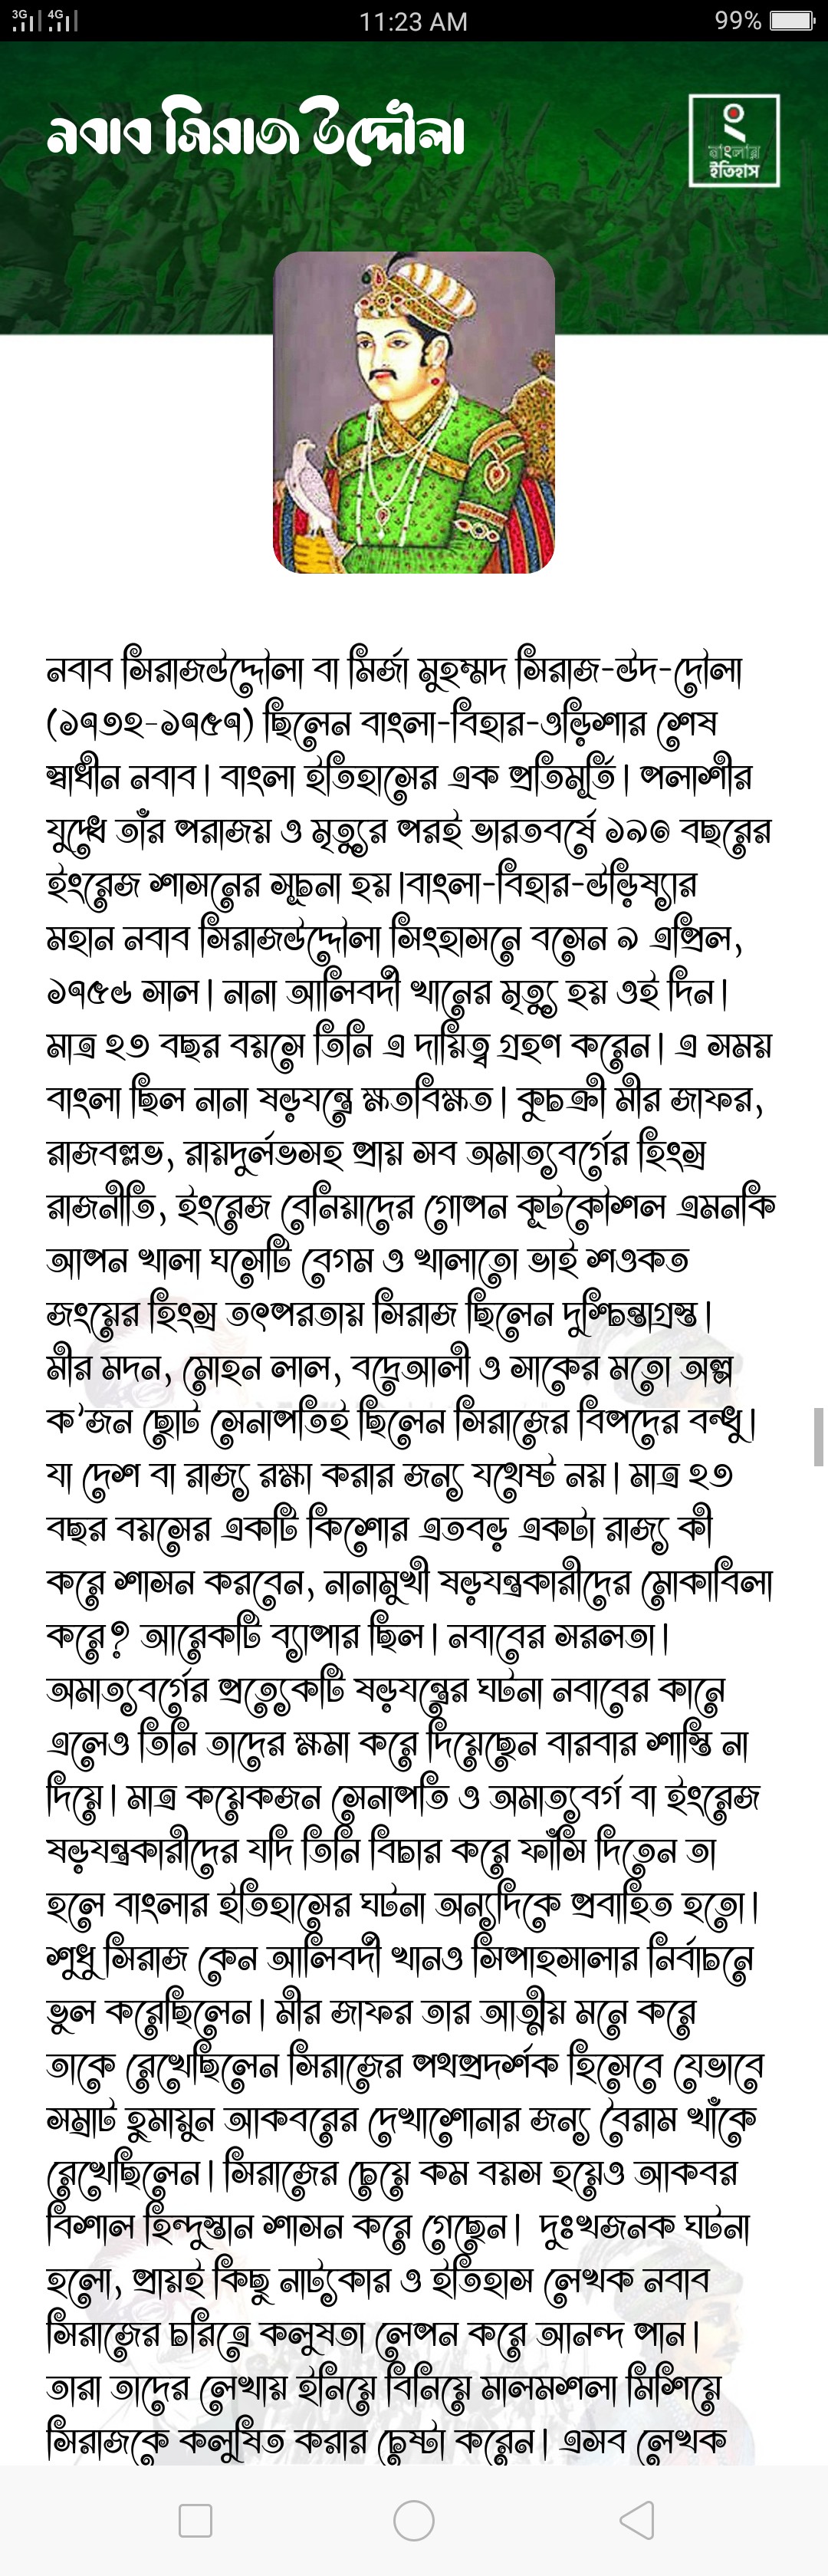 3G 4G 11:23 AM 99%
নবাব সিরাজ উদ্দৌলা
বাংলার
ইতিহাস
নবাব সিরাজউদ্দৌলা বা মির্জা মুহম্মদ সিরাজ-উদ-দৌলা
(১৭৩২-১৭৫৭) ছিলেন বাংলা-বিহার-ওড়িশার শেষ
স্বাধীন নবাব। বাংলা ইতিহাসের এক প্রতিমূর্তি। পলাশীর
যুদ্ধে তাঁর পরাজয় ও মৃত্যুর পরই ভারতবর্ষে ১৯০ বছরের
ইংরেজ শাসনের সূচনা হয়।বাংলা-বিহার-উড়িষ্যার
মহান নবাব সিরাজউদ্দৌলা সিংহাসনে বসেন ৯ এপ্রিল,
১৭৫৬ সাল। নানা আলিবর্দী খানের মৃত্যু হয় ওই দিন।
মাত্র ২৩ বছর বয়সে তিনি এ দায়িত্ব গ্রহণ করেন। এ সময়
বাংলা ছিল নানা ষড়যন্ত্রে ক্ষতবিক্ষত। কুচক্রী মীর জাফর,
রাজবল্লভ, রায়দুর্লভসহ প্রায় সব অমাত্যবর্গের হিংস্র
রাজনীতি, ইংরেজ বেনিয়াদের গোপন কূটকৌশল এমনকি
আপন খালা ঘসেটি বেগম ও খালাতো ভাই শওকত
জংয়ের হিংস্র তৎপরতায় সিরাজ ছিলেন দুশ্চিন্তাগ্রস্ত।
মীর মদন, মোহন লাল, বদ্রেআলী ও সাকের মতো অল্প
ক’জন ছোট সেনাপতিই ছিলেন সিরাজের বিপদের বন্ধু।
যা দেশ বা রাজ্য রক্ষা করার জন্য যথেষ্ট নয়। মাত্র ২৩
বছর বয়সের একটি কিশোর এতবড় একটা রাজ্য কী
করে শাসন করবেন, নানামুখী ষড়যন্ত্রকারীদের মোকাবিলা
করে? আরেকটি ব্যাপার ছিল। নবাবের সরলতা।
অমাত্যবর্গের প্রত্যেকটি ষড়যন্ত্রের ঘটনা নবাবের কানে
এলেও তিনি তাদের ক্ষমা করে দিয়েছেন বারবার শাস্তি না
দিয়ে। মাত্র কয়েকজন সেনাপতি ও অমাত্যবর্গ বা ইংরেজ
ষড়যন্ত্রকারীদের যদি তিনি বিচার করে ফাঁসি দিতেন তা
হলে বাংলার ইতিহাসের ঘটনা অন্যদিকে প্রবাহিত হতো।
শুধু সিরাজ কেন আলিবর্দী খানও সিপাহসালার নির্বাচনে
ভুল করেছিলেন। মীর জাফর তার আত্মীয় মনে করে
তাকে রেখেছিলেন সিরাজের পথপ্রদর্শক হিসেবে যেভাবে
সম্রাট হুমায়ুন আকবরের দেখাশোনার জন্য বৈরাম খাঁকে
রেখেছিলেন। সিরাজের চেয়ে কম বয়স হয়েও আকবর
বিশাল হিন্দুস্তান শাসন করে গেছেন। দুঃখজনক ঘটনা
হলো, প্রায়ই কিছু নাট্যকার ও ইতিহাস লেখক নবাব
সিরাজের চরিত্রে কলুষতা লেপন করে আনন্দ পান।
তারা তাদের লেখায় ইনিয়ে বিনিয়ে মালমশলা মিশিয়ে
সিরাজকে কলুষিত করার চেষ্টা করেন। এসব লেখক